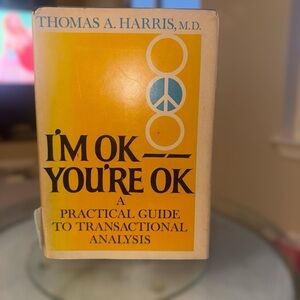 THOMAS A. HARRIS, M.D.
I'M OK —
YOU'RE OK
A
PRACTICAL GUIDE
TO TRANSACTIONAL
ANALYSIS